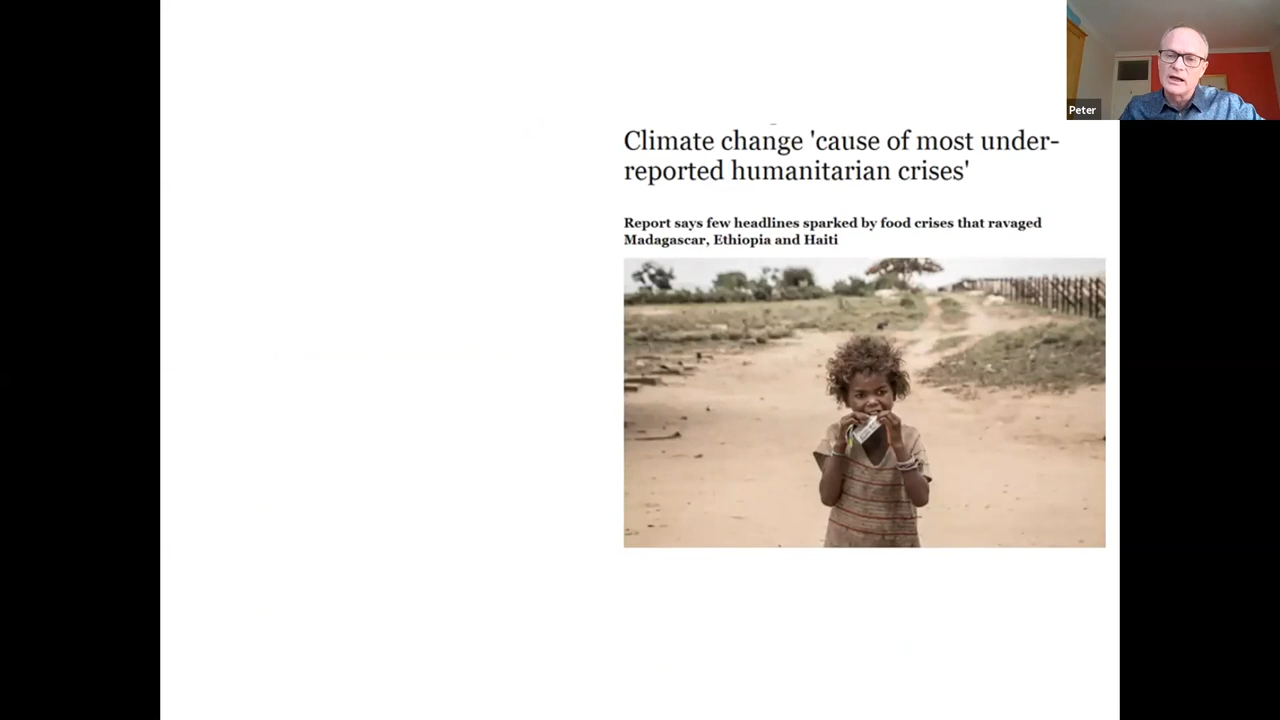 Peter
Climate change 'cause of most under-
reported humanitarian crises'
Report says few headlines sparked by food crises that ravaged
Madagascar, Ethiopia and Haiti